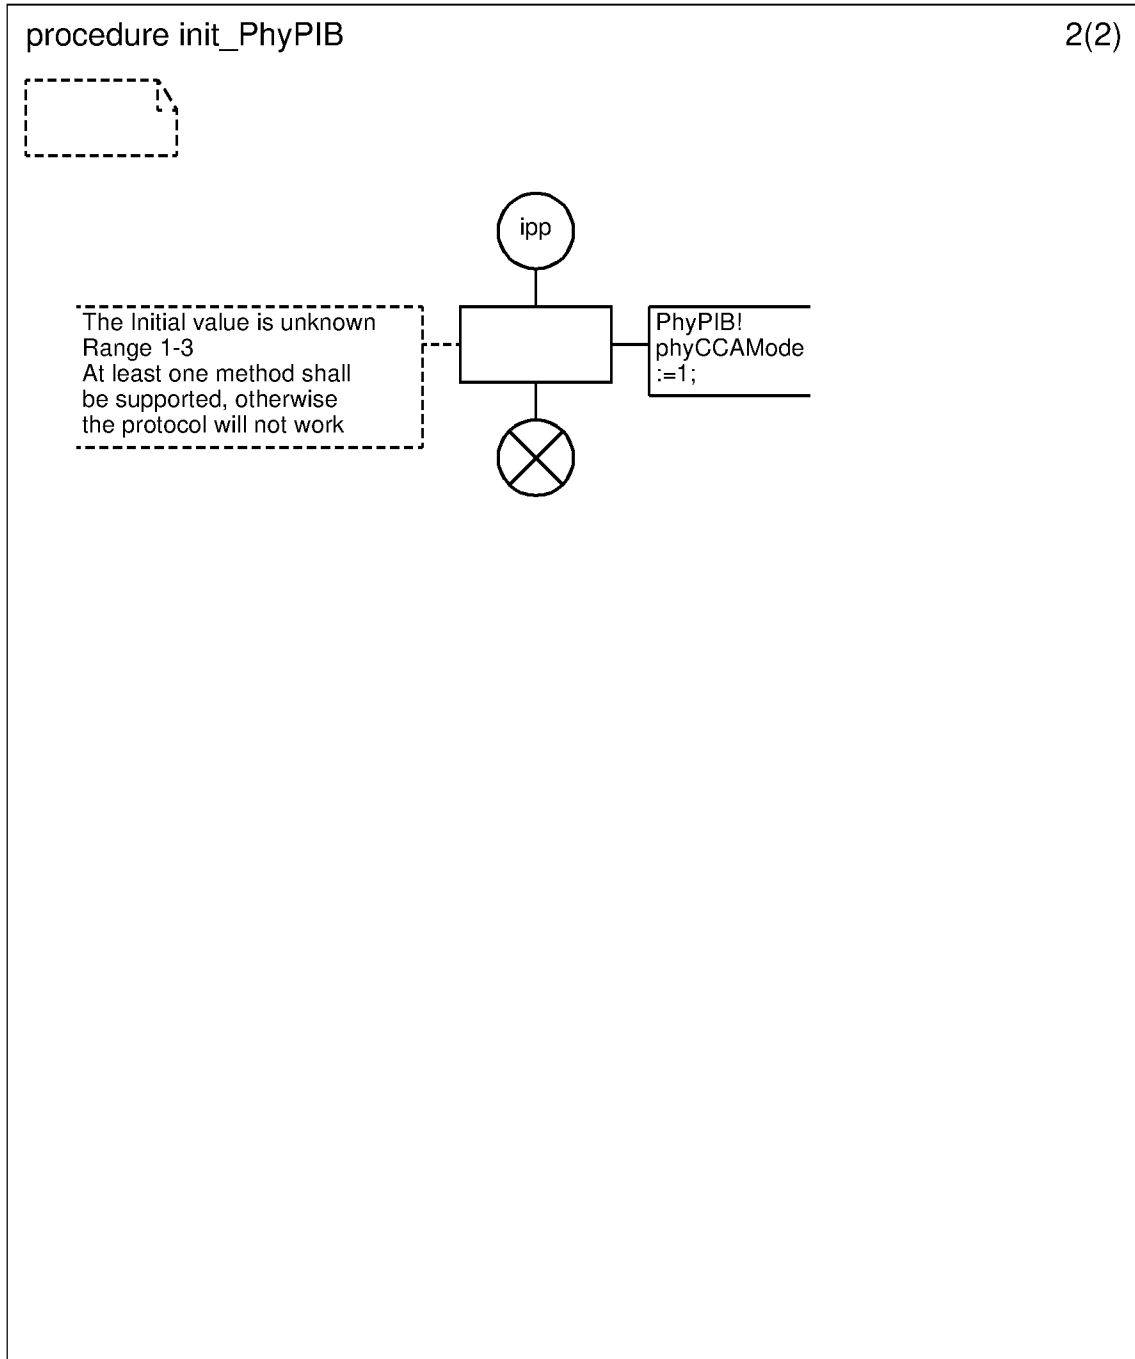 procedure init_PhyPIB
2(2)
ipp
The Initial value is unknown
Range 1-3
At least one method shall
be supported, otherwise
the protocol will not work
PhyPIB!
phyCCAMode
:=1;